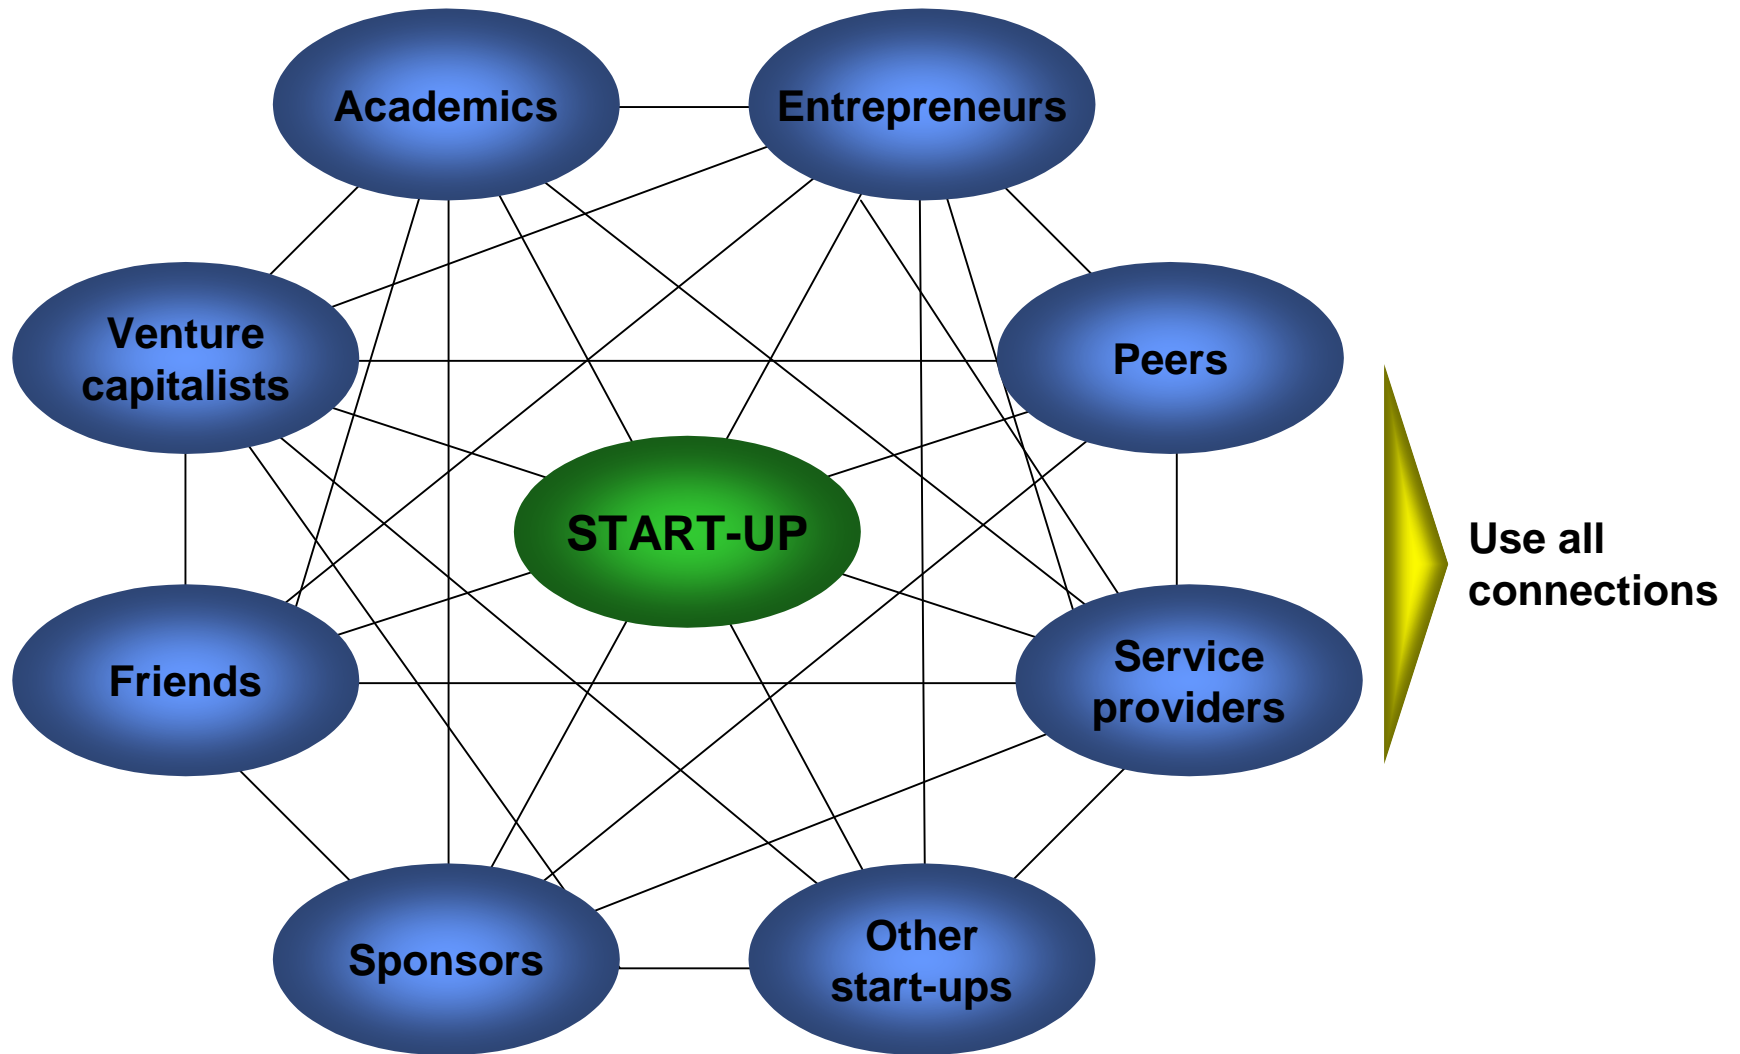 Academics
Entrepreneurs
Venture
capitalists
Peers
START-UP
Use all
connections
Friends
Service
providers
Sponsors
Other
start-ups